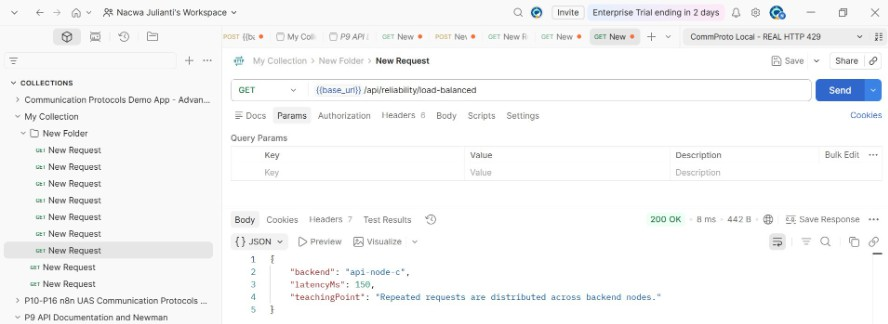 Nacwa Julianti's Workspace
Invite
Enterprise Trial ending in 2 days
POST {{ba
My Coll
P9 API
GET New
POST Nev
GET New R
GET New
GET New
CommProto Local - REAL HTTP 429
My Collection > New Folder > New Request
Save
Share
COLLECTIONS
Communication Protocols Demo App - Advan...
My Collection
New Folder
GET New Request
GET New Request
GET New Request
GET New Request
GET New Request
GET New Request
GET New Request
GET New Request
GET New Request
P10-P16 n8n UAS Communication Protocols ...
P9 API Documentation and Newman
GET
{{base_url}} /api/reliability/load-balanced
Send
Docs
Params
Authorization
Headers 6
Body
Scripts
Settings
Cookies
Query Params
Key
Value
Description
Bulk Edit
Key
Value
Description
Body
Cookies
Headers 7
Test Results
200 OK
8 ms
442 B
Save Response
{} JSON
Preview
Visualize
1 {
2 "backend": "api-node-c",
3 "latencyMs": 150,
4 "teachingPoint": "Repeated requests are distributed across backend nodes."
5 }